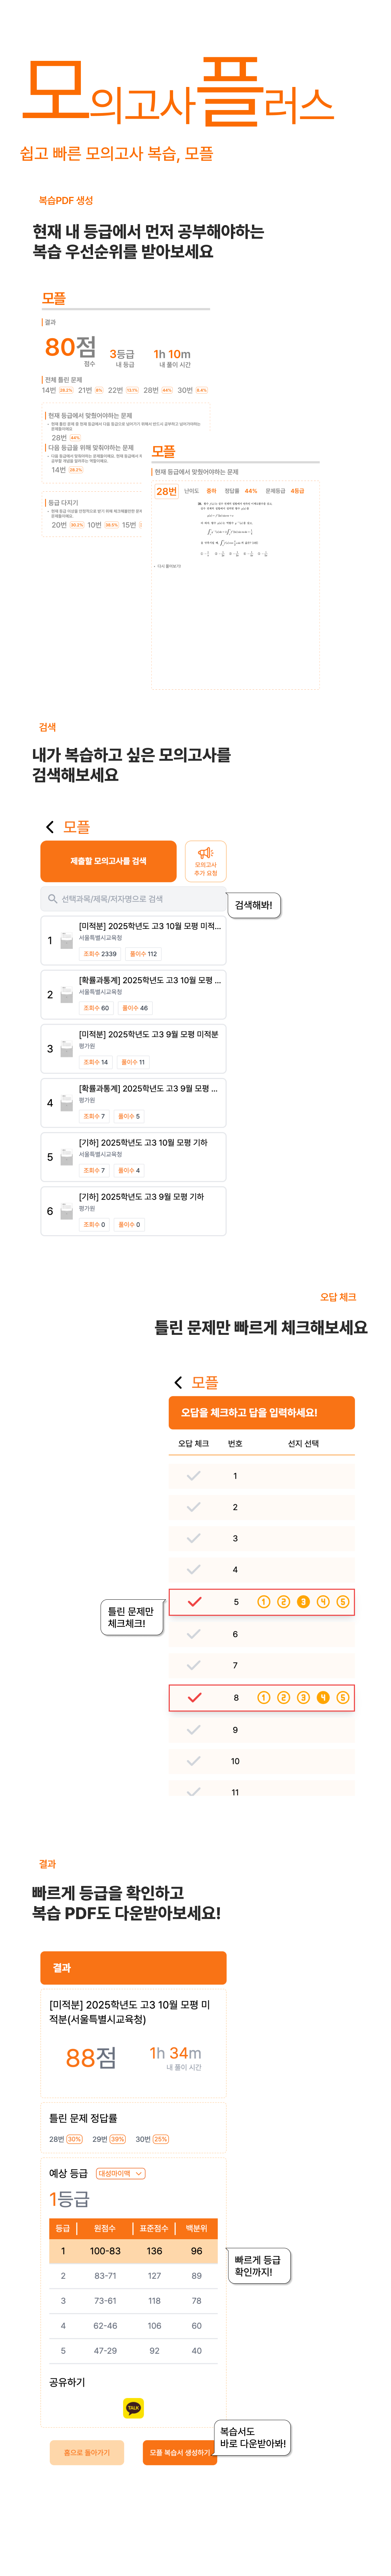 모의고사플러스
쉽고 빠른 모의고사 복습, 모플
복습PDF 생성
현재 내 등급에서 먼저 공부해야하는
복습 우선순위를 받아보세요
모플
결과
80점
점수
3등급
내 등급
1h 10m
내 풀이 시간
전체 틀린 문제
14번 28.2% 21번 8% 22번 13.1% 28번 44% 30번 8.4%
현재 등급에서 맞췄어야하는 문제
28번 44%
다음 등급을 위해 맞춰야하는 문제
14번 28.2%
등급 다지기
20번 10번 15번
모플
현재 등급에서 맞췄어야하는 문제
28번 난이도 중하 정답률 44% 문제등급 4등급
다시 풀어보기!
검색
내가 복습하고 싶은 모의고사를
검색해보세요
모플
제출할 모의고사를 검색
모의고사
추가 요청
선택과목/제목/저자명으로 검색
검색해봐!
1
[미적분] 2025학년도 고3 10월 모평 미적...
서울특별시교육청
조회수 2339 풀이수 112
2
[확률과통계] 2025학년도 고3 10월 모평 ...
서울특별시교육청
조회수 60 풀이수 46
3
[미적분] 2025학년도 고3 9월 모평 미적분
평가원
조회수 14 풀이수 11
4
[확률과통계] 2025학년도 고3 9월 모평 ...
평가원
조회수 7 풀이수 5
5
[기하] 2025학년도 고3 10월 모평 기하
서울특별시교육청
조회수 7 풀이수 4
6
[기하] 2025학년도 고3 9월 모평 기하
평가원
조회수 0 풀이수 0
오답 체크
틀린 문제만 빠르게 체크해보세요
모플
오답을 체크하고 답을 입력하세요!
오답 체크 번호 선지 선택
1
2
3
4
5 ① ② ③ ④ ⑤
틀린 문제만
체크체크!
6
7
8 ① ② ③ ④ ⑤
9
10
11
결과
빠르게 등급을 확인하고
복습 PDF도 다운받아보세요!
결과
[미적분] 2025학년도 고3 10월 모평 미
적분(서울특별시교육청)
88점
1h 34m
내 풀이 시간
틀린 문제 정답률
28번 30% 29번 39% 30번 25%
예상 등급 대성마이맥
1등급
등급 원점수 표준점수 백분위
1 100-83 136 96
2 83-71 127 89
3 73-61 118 78
4 62-46 106 60
5 47-29 92 40
빠르게 등급
확인까지!
공유하기
TALK
복습서도
바로 다운받아봐!
홈으로 돌아가기
모플 복습서 생성하기